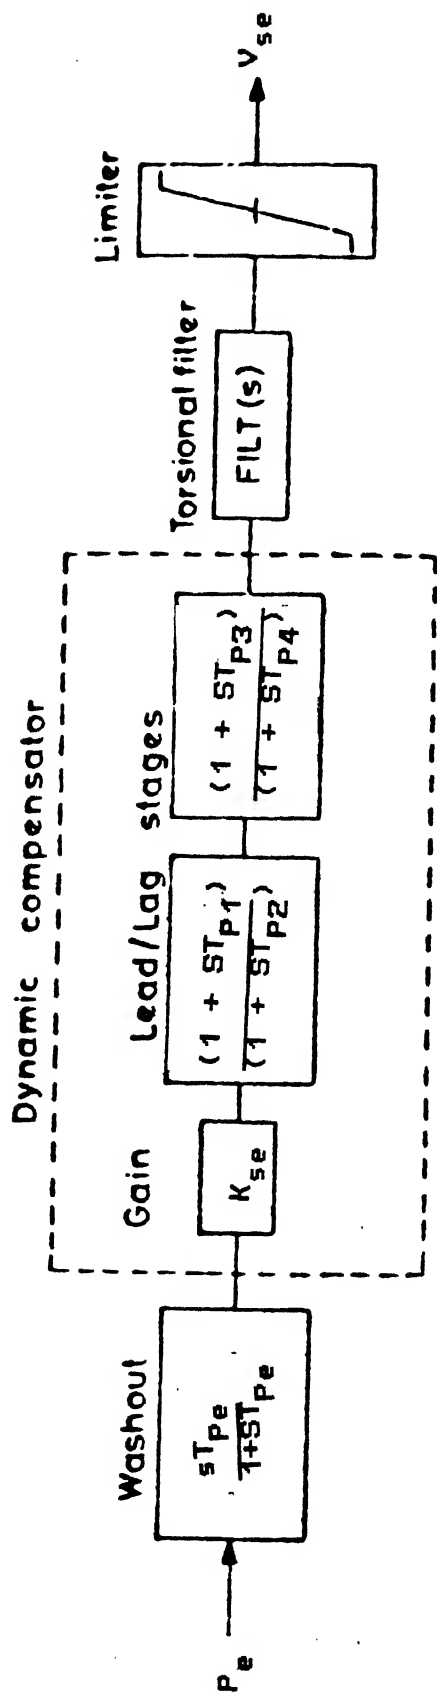 Dynamic compensator
P_e
Washout
sT_Pe
1+ST_Pe
Gain
K_se
Lead/Lag stages
(1 + ST_P1)
(1 + ST_P2)
(1 + ST_P3)
(1 + ST_P4)
Torsional filter
FILT(s)
Limiter
V_se